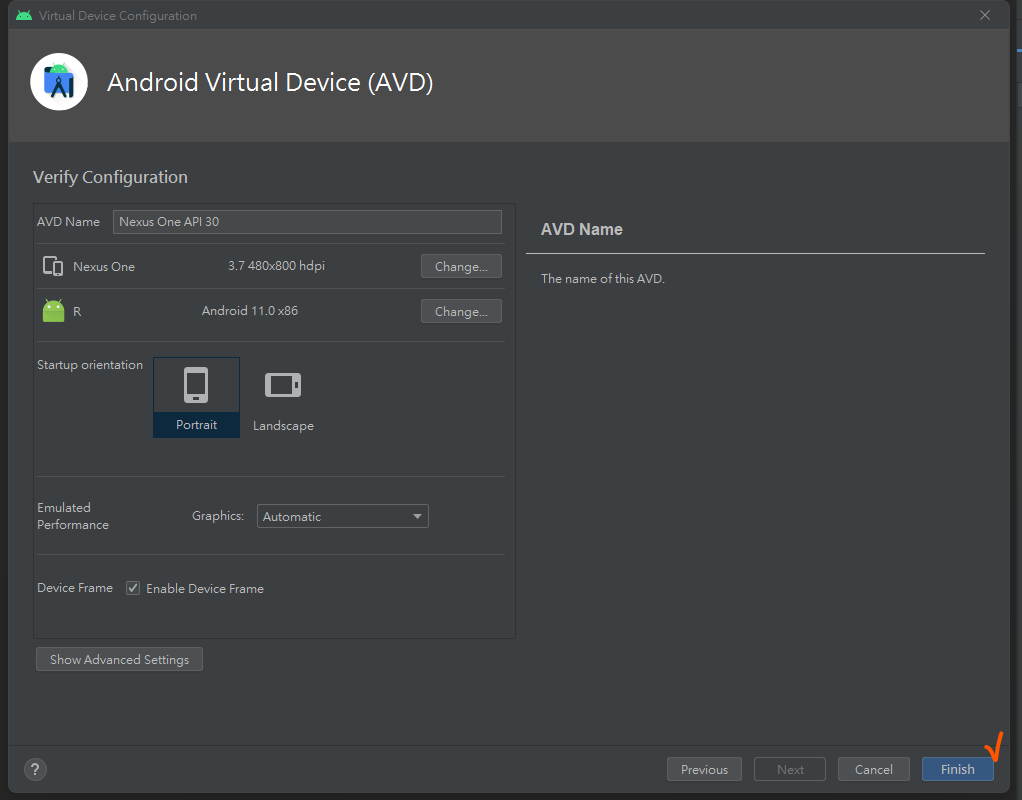 Virtual Device Configuration
Android Virtual Device (AVD)
Verify Configuration
AVD Name Nexus One API 30
Nexus One 3.7 480x800 hdpi Change...
R Android 11.0 x86 Change...
Startup orientation
Portrait
Landscape
Emulated
Performance
Graphics: Automatic
Device Frame Enable Device Frame
Show Advanced Settings
AVD Name
The name of this AVD.
? Previous Next Cancel Finish